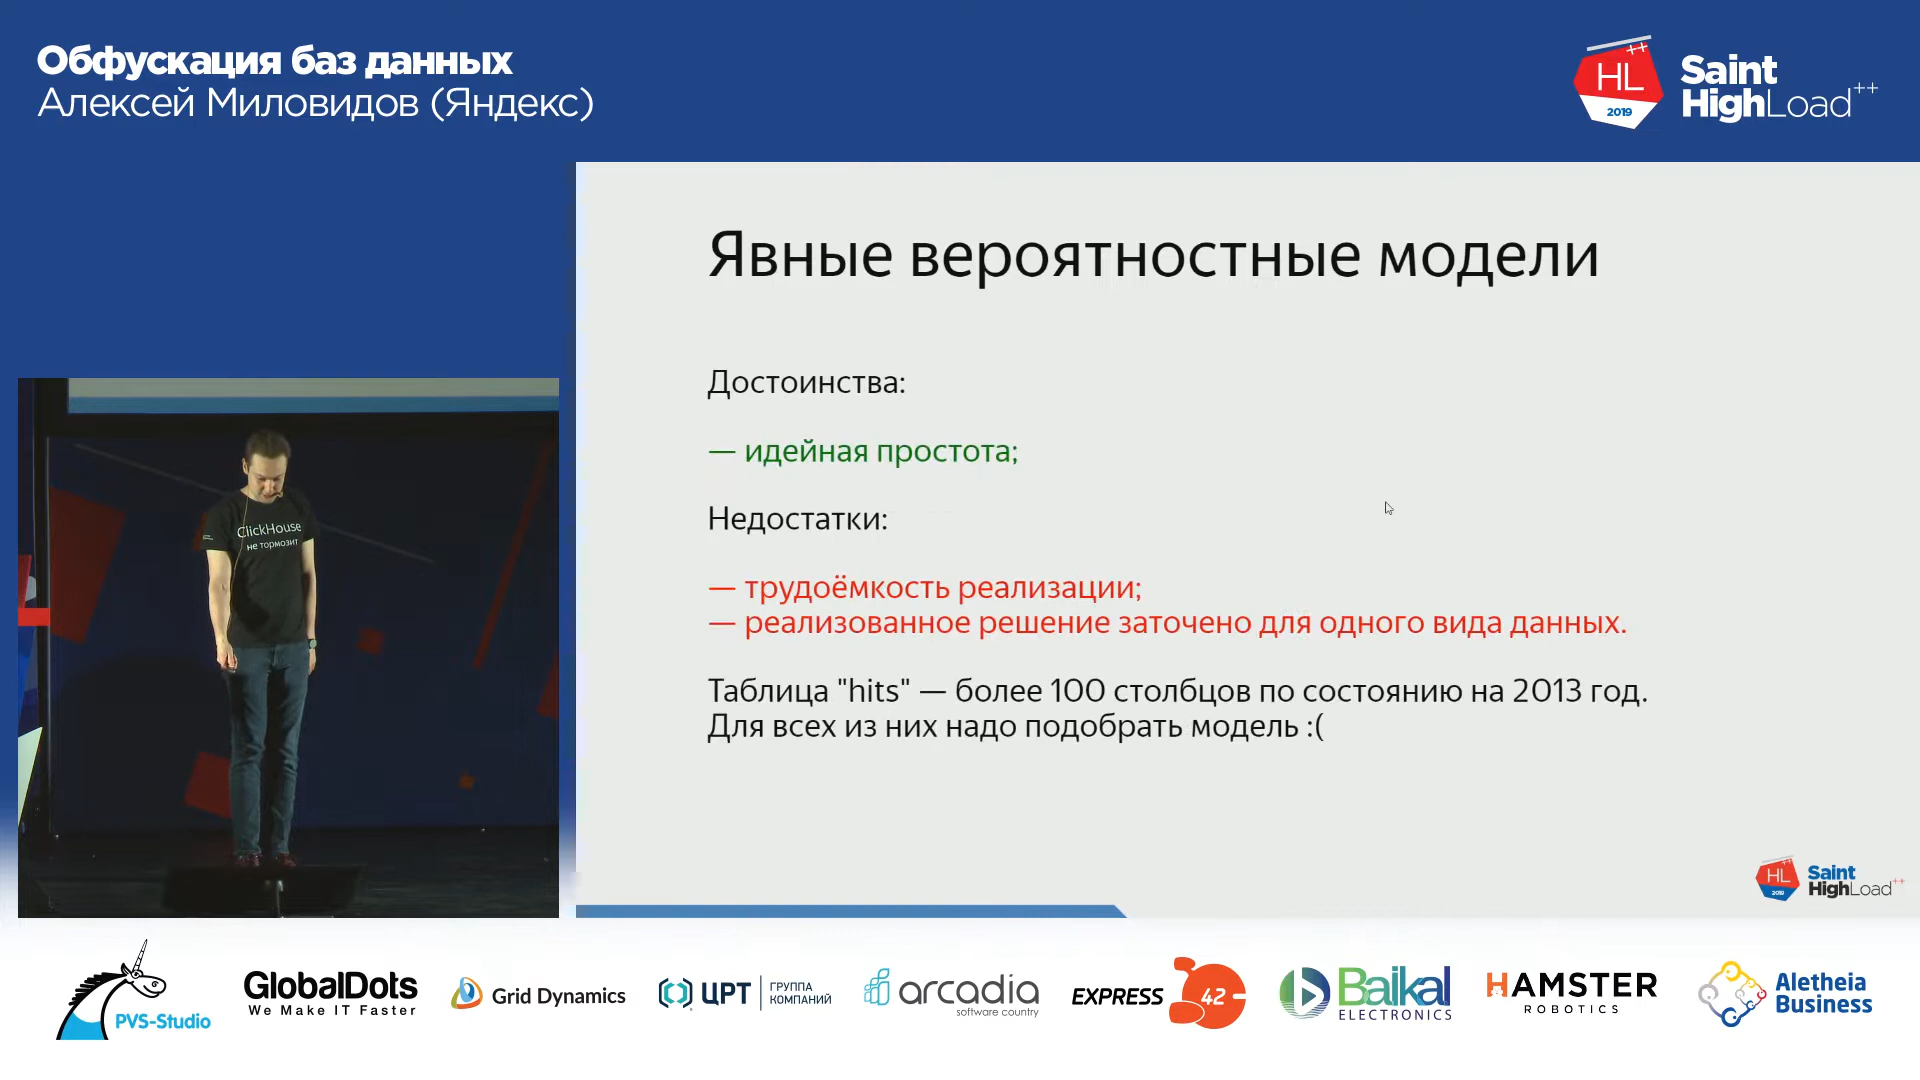 Обфускация баз данных
Алексей Миловидов (Яндекс)
HL
++
2019
Saint
HighLoad++
Явные вероятностные модели
Достоинства:
— идейная простота;
Недостатки:
— трудоёмкость реализации;
— реализованное решение заточено для одного вида данных.
Таблица "hits" — более 100 столбцов по состоянию на 2013 год.
Для всех из них надо подобрать модель :(
ClickHouse
не тормозит
HL
++
2019
Saint
HighLoad++
PVS-Studio
GlobalDots
We Make IT Faster
Grid Dynamics
ЦРТ
ГРУППА
КОМПАНИЙ
arcadia
software country
EXPRESS 42
Baikal
ELECTRONICS
HAMSTER
ROBOTICS
Aletheia
Business